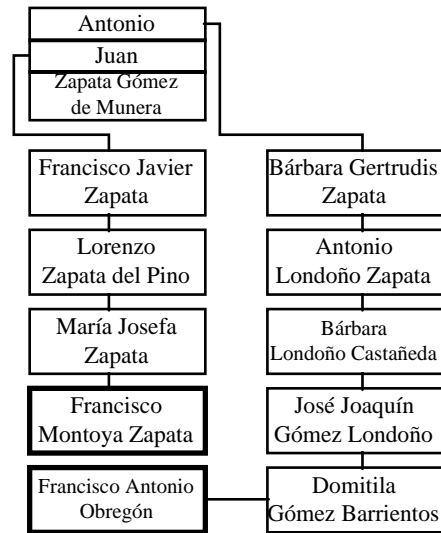 Antonio
Juan
Zapata Gómez
de Munera
Francisco Javier
Zapata
Lorenzo
Zapata del Pino
María Josefa
Zapata
Francisco
Montoya Zapata
Francisco Antonio
Obregón
Bárbara Gertrudis
Zapata
Antonio
Londoño Zapata
Bárbara
Londoño Castañeda
José Joaquín
Gómez Londoño
Domitila
Gómez Barrientos